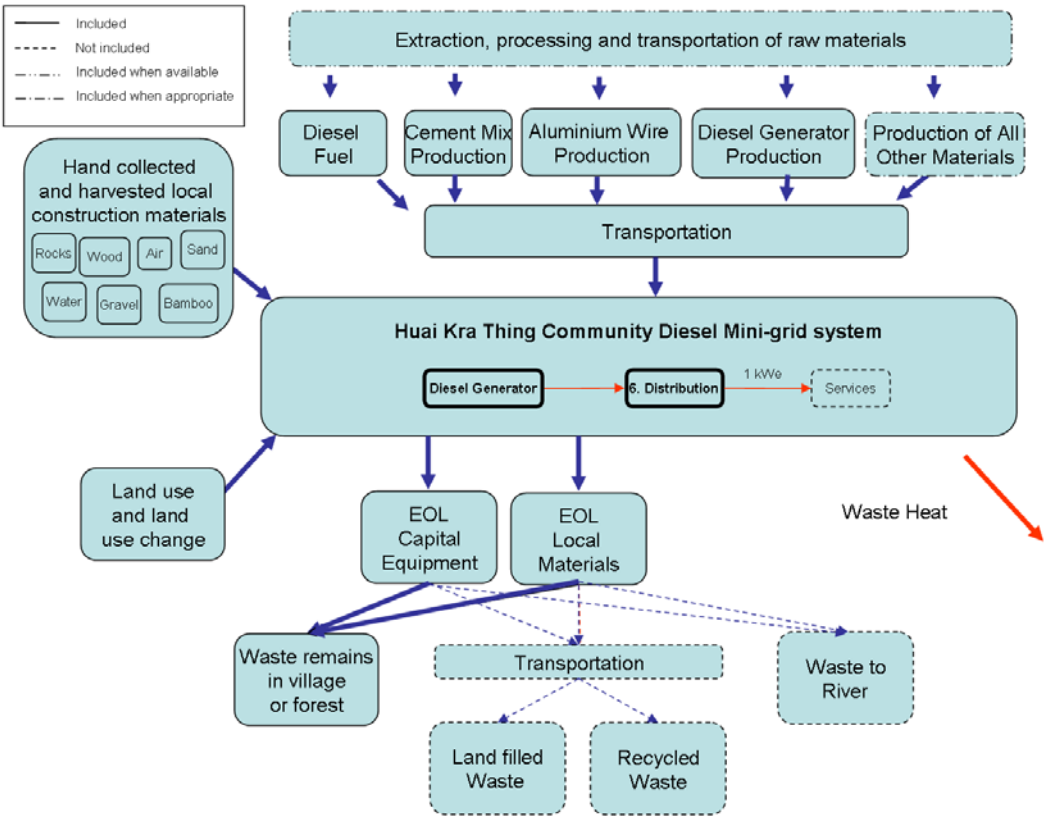 Included
Not included
Included when available
Included when appropriate
Extraction, processing and transportation of raw materials
Diesel
Fuel
Cement Mix
Production
Aluminium Wire
Production
Diesel Generator
Production
Production of All
Other Materials
Hand collected
and harvested local
construction materials
Rocks
Wood
Air
Sand
Water
Gravel
Bamboo
Transportation
Huai Kra Thing Community Diesel Mini-grid system
Diesel Generator
6. Distribution
1 kWe
Services
Land use
and land
use change
EOL
Capital
Equipment
EOL
Local
Materials
Waste Heat
Waste remains
in village
or forest
Transportation
Waste to
River
Land filled
Waste
Recycled
Waste